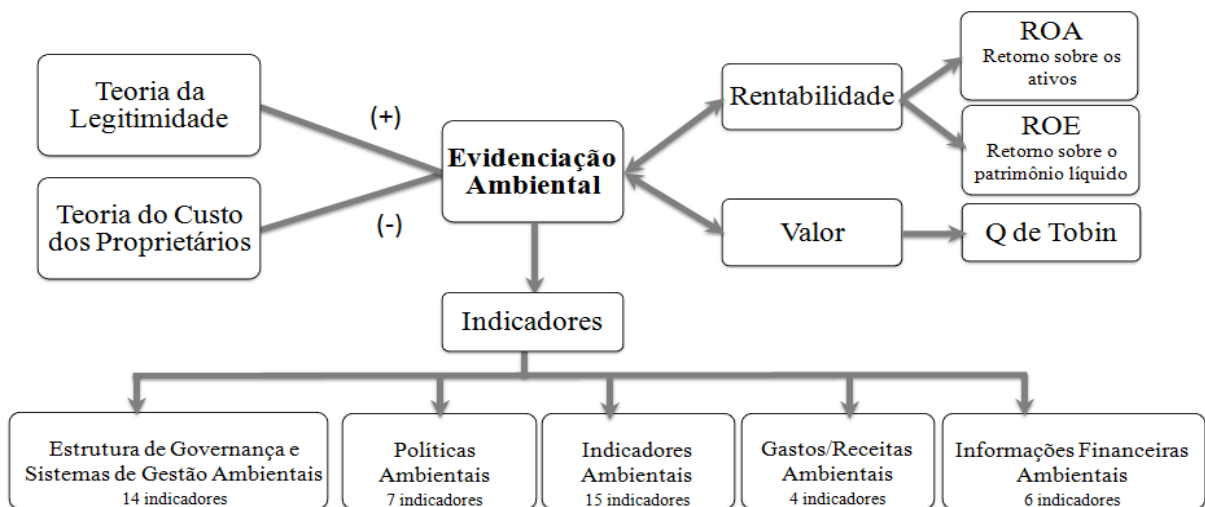 Teoria da
Legitimidade
(+)
Teoria do Custo
dos Proprietários
(-)
Evidenciação
Ambiental
Rentabilidade
ROA
Retorno sobre os
ativos
ROE
Retorno sobre o
patrimônio líquido
Valor
Q de Tobin
Indicadores
Estrutura de Governança e
Sistemas de Gestão Ambientais
14 indicadores
Políticas
Ambientais
7 indicadores
Indicadores
Ambientais
15 indicadores
Gastos/Receitas
Ambientais
4 indicadores
Informações Financeiras
Ambientais
6 indicadores